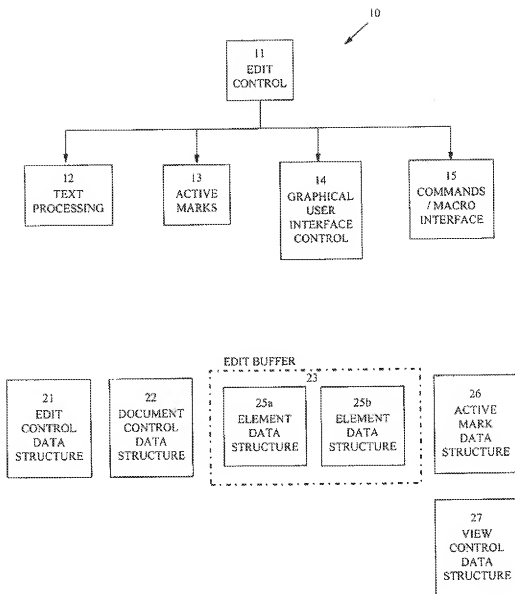 10
11
EDIT
CONTROL
12
TEXT
PROCESSING
13
ACTIVE
MARKS
14
GRAPHICAL
USER
INTERFACE
CONTROL
15
COMMANDS
/ MACRO
INTERFACE
EDIT BUFFER
23
21
EDIT
CONTROL
DATA
STRUCTURE
22
DOCUMENT
CONTROL
DATA
STRUCTURE
25a
ELEMENT
DATA
STRUCTURE
25b
ELEMENT
DATA
STRUCTURE
26
ACTIVE
MARK
DATA
STRUCTURE
27
VIEW
CONTROL
DATA
STRUCTURE